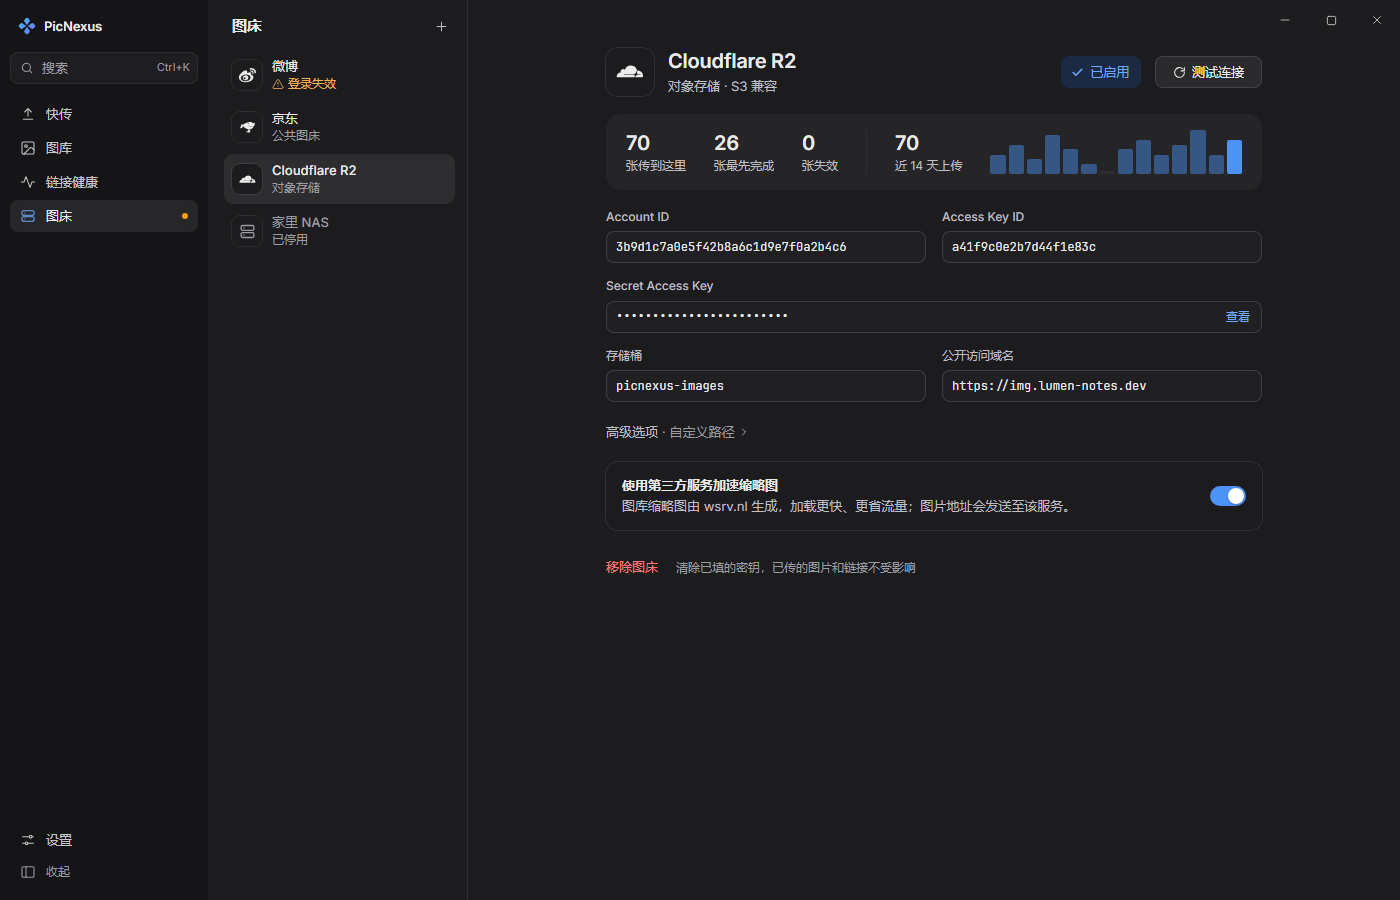 PicNexus
搜索 Ctrl+K
快传
图库
链接健康
图床
设置
收起
图床
微博
登录失效
京东
公共图床
Cloudflare R2
对象存储
家里 NAS
已停用
Cloudflare R2
对象存储 · S3 兼容
已启用
测试连接
70 26 0 70
张传到这里 张最先完成 张失效 近 14 天上传
Account ID Access Key ID
3b9d1c7a0e5f42b8a6c1d9e7f0a2b4c6 a41f9c0e2b7d44f1e83c
Secret Access Key
•••••••••••••••••••••••• 查看
存储桶 公开访问域名
picnexus-images https://img.lumen-notes.dev
高级选项 · 自定义路径
使用第三方服务加速缩略图
图库缩略图由 wsrv.nl 生成，加载更快、更省流量；图片地址会发送至该服务。
移除图床 清除已填的密钥，已传的图片和链接不受影响